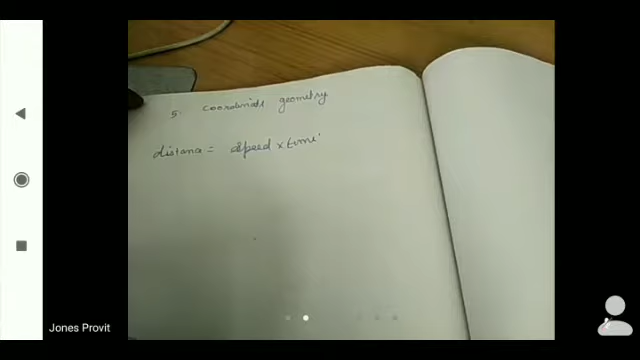 5. coordinate geometry
distance = speed x time
Jones Provit